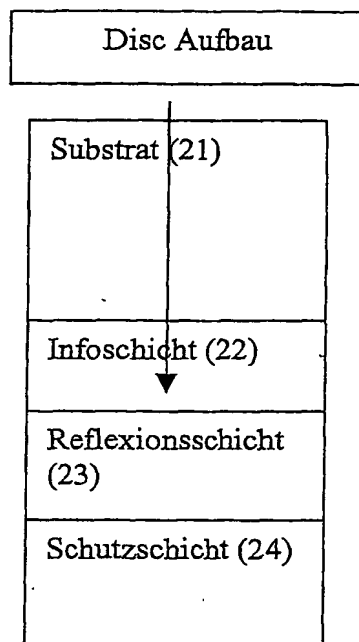 Disc Aufbau
Substrat (21)
Infoschicht (22)
Reflexionsschicht
(23)
Schutzschicht (24)